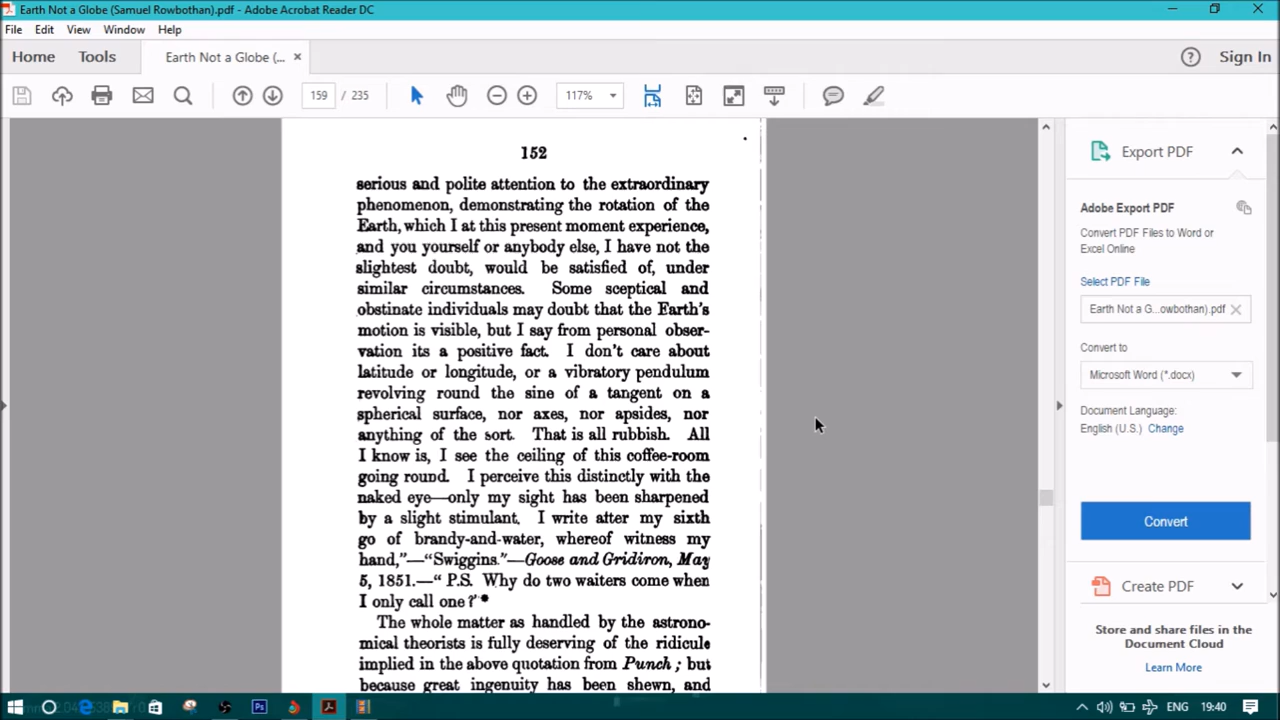 Earth Not a Globe (Samuel Rowbothan).pdf - Adobe Acrobat Reader DC
File Edit View Window Help
Home Tools Earth Not a Globe (... × Sign In
159 / 235 117%
152
serious and polite attention to the extraordinary
phenomenon, demonstrating the rotation of the
Earth, which I at this present moment experience,
and you yourself or anybody else, I have not the
slightest doubt, would be satisfied of, under
similar circumstances. Some sceptical and
obstinate individuals may doubt that the Earth's
motion is visible, but I say from personal obser-
vation its a positive fact. I don't care about
latitude or longitude, or a vibratory pendulum
revolving round the sine of a tangent on a
spherical surface, nor axes, nor apsides, nor
anything of the sort. That is all rubbish. All
I know is, I see the ceiling of this coffee-room
going round. I perceive this distinctly with the
naked eye—only my sight has been sharpened
by a slight stimulant. I write after my sixth
go of brandy-and-water, whereof witness my
hand,"—"Swiggins."—Goose and Gridiron, May
5, 1851.—" P.S. Why do two waiters come when
I only call one?"*
The whole matter as handled by the astrono-
mical theorists is fully deserving of the ridicule
implied in the above quotation from Punch; but
because great ingenuity has been shewn, and
Export PDF
Adobe Export PDF
Convert PDF Files to Word or
Excel Online
Select PDF File
Earth Not a G...owbothan).pdf
Convert to
Microsoft Word (*.docx)
Document Language:
English (U.S.) Change
Convert
Create PDF
Store and share files in the
Document Cloud
Learn More
ENG 19:40